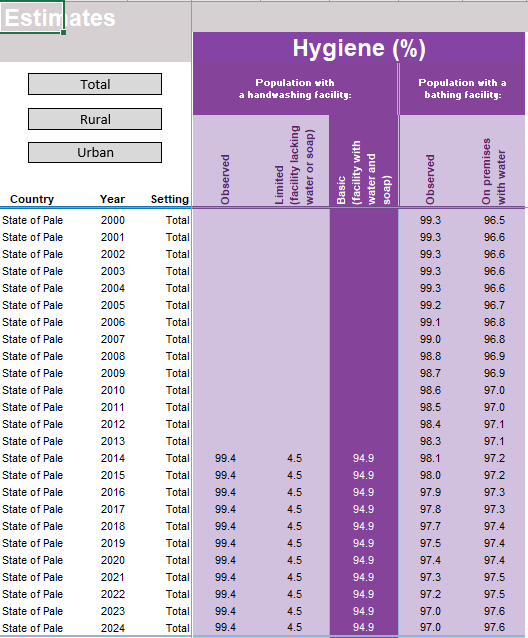 Estimates
Hygiene (%)
Total
Population with
a handwashing facility:
Population with a
bathing facility:
Rural
Urban
Country Year Setting Observed Limited (facility lacking water or soap) Basic (facility with water and soap) Observed On premises with water
State of Pale 2000 Total 99.3 96.5
State of Pale 2001 Total 99.3 96.6
State of Pale 2002 Total 99.3 96.6
State of Pale 2003 Total 99.3 96.6
State of Pale 2004 Total 99.3 96.6
State of Pale 2005 Total 99.2 96.7
State of Pale 2006 Total 99.1 96.8
State of Pale 2007 Total 99.0 96.8
State of Pale 2008 Total 98.8 96.9
State of Pale 2009 Total 98.7 96.9
State of Pale 2010 Total 98.6 97.0
State of Pale 2011 Total 98.5 97.0
State of Pale 2012 Total 98.4 97.1
State of Pale 2013 Total 98.3 97.1
State of Pale 2014 Total 99.4 4.5 94.9 98.1 97.2
State of Pale 2015 Total 99.4 4.5 94.9 98.0 97.2
State of Pale 2016 Total 99.4 4.5 94.9 97.9 97.3
State of Pale 2017 Total 99.4 4.5 94.9 97.8 97.3
State of Pale 2018 Total 99.4 4.5 94.9 97.7 97.4
State of Pale 2019 Total 99.4 4.5 94.9 97.5 97.4
State of Pale 2020 Total 99.4 4.5 94.9 97.4 97.4
State of Pale 2021 Total 99.4 4.5 94.9 97.3 97.5
State of Pale 2022 Total 99.4 4.5 94.9 97.2 97.5
State of Pale 2023 Total 99.4 4.5 94.9 97.0 97.6
State of Pale 2024 Total 99.4 4.5 94.9 97.0 97.6